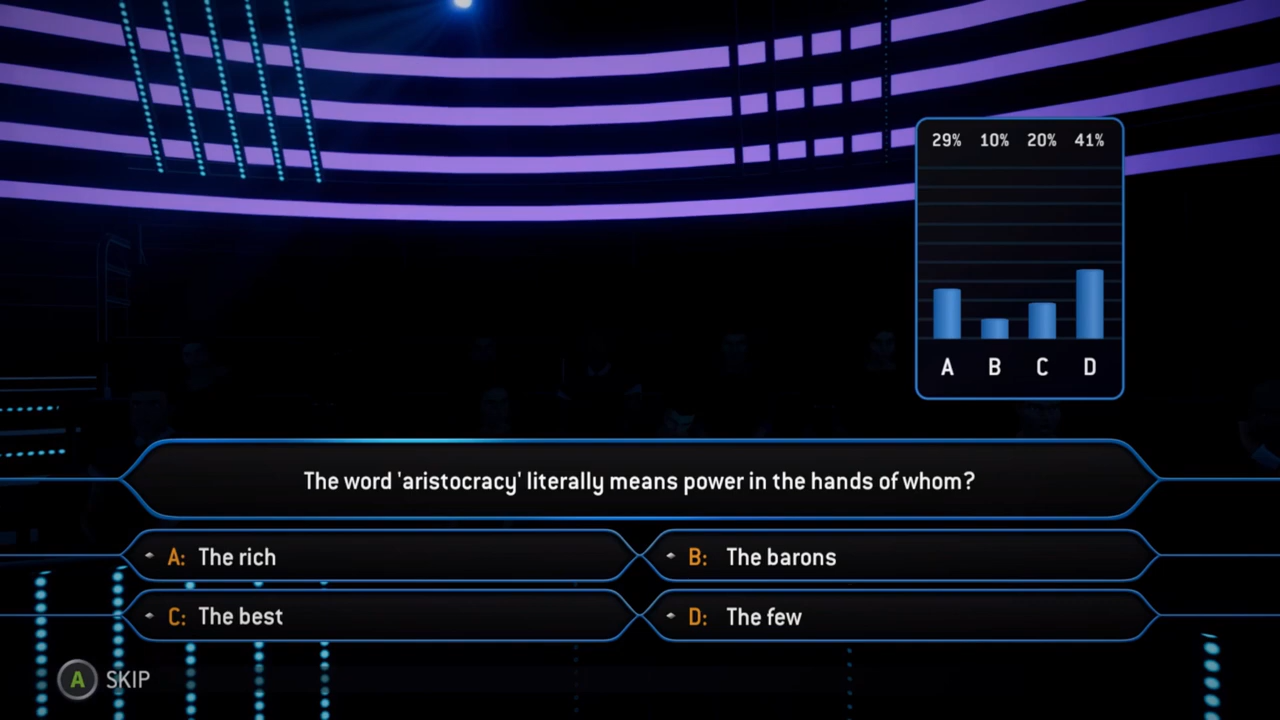 29% 10% 20% 41%
A B C D
The word 'aristocracy' literally means power in the hands of whom?
A: The rich
B: The barons
C: The best
D: The few
A SKIP